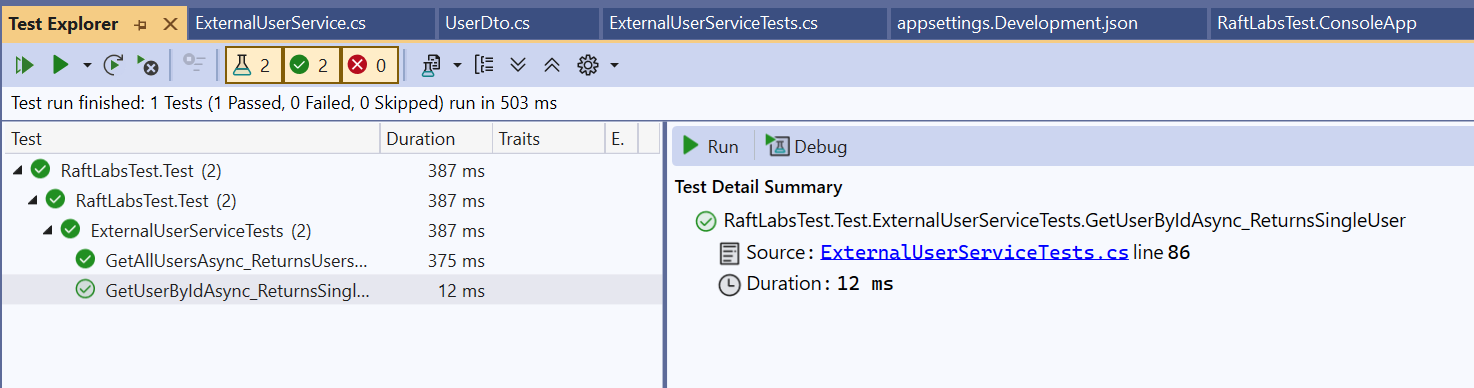 Test Explorer
ExternalUserService.cs
UserDto.cs
ExternalUserServiceTests.cs
appsettings.Development.json
RaftLabsTest.ConsoleApp
2
2
0
Test run finished: 1 Tests (1 Passed, 0 Failed, 0 Skipped) run in 503 ms
Test Duration Traits E.
RaftLabsTest.Test (2) 387 ms
RaftLabsTest.Test (2) 387 ms
ExternalUserServiceTests (2) 387 ms
GetAllUsersAsync_ReturnsUsers... 375 ms
GetUserByIdAsync_ReturnsSingl... 12 ms
Run Debug
Test Detail Summary
RaftLabsTest.Test.ExternalUserServiceTests.GetUserByIdAsync_ReturnsSingleUser
Source: ExternalUserServiceTests.cs line 86
Duration: 12 ms